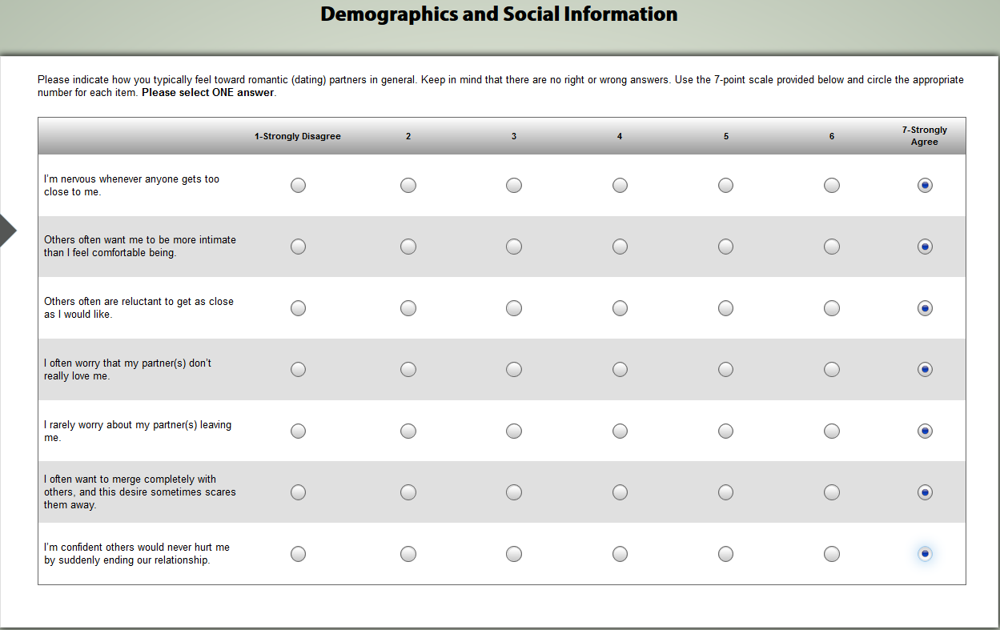 Demographics and Social Information
Please indicate how you typically feel toward romantic (dating) partners in general. Keep in mind that there are no right or wrong answers. Use the 7-point scale provided below and circle the appropriate
number for each item. Please select ONE answer.
1-Strongly Disagree 2 3 4 5 6 7-Strongly
Agree
I'm nervous whenever anyone gets too
close to me.
Others often want me to be more intimate
than I feel comfortable being.
Others often are reluctant to get as close
as I would like.
I often worry that my partner(s) don't
really love me.
I rarely worry about my partner(s) leaving
me.
I often want to merge completely with
others, and this desire sometimes scares
them away.
I'm confident others would never hurt me
by suddenly ending our relationship.